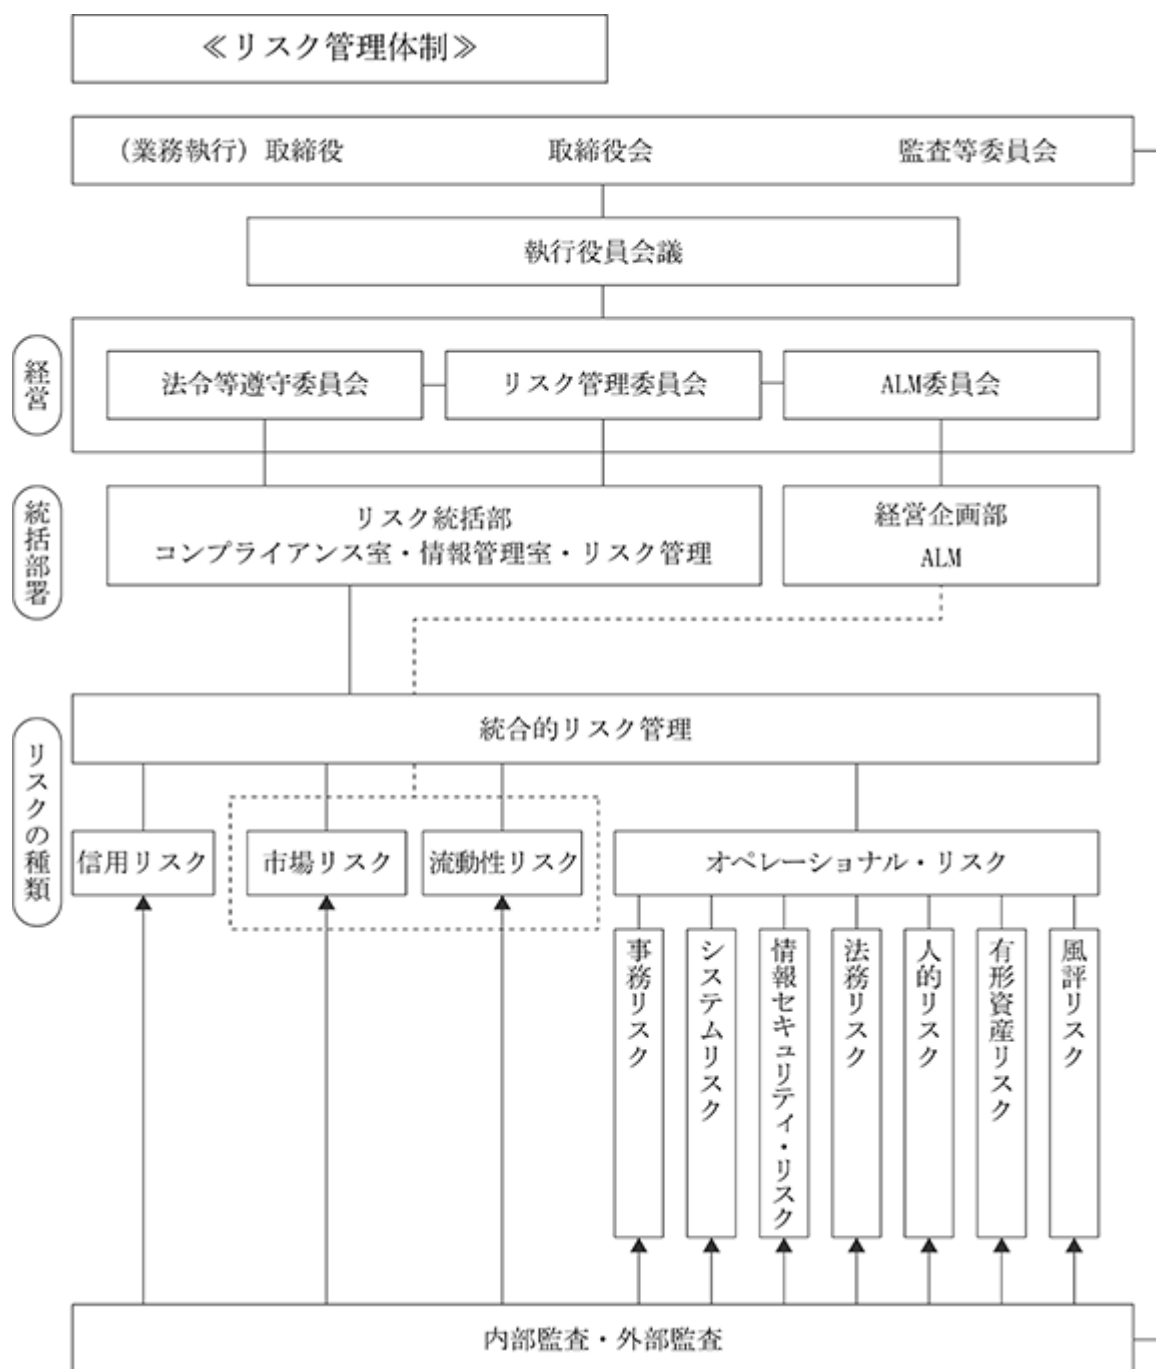 ≪リスク管理体制≫
(業務執行)取締役 取締役会 監査等委員会
執行役員会議
経営
法令等遵守委員会 リスク管理委員会 ALM委員会
統括部署
リスク統括部
コンプライアンス室・情報管理室・リスク管理
経営企画部
ALM
リスクの種類
統合的リスク管理
信用リスク 市場リスク 流動性リスク オペレーショナル・リスク
事務リスク
システムリスク
情報セキュリティ・リスク
法務リスク
人的リスク
有形資産リスク
風評リスク
内部監査・外部監査